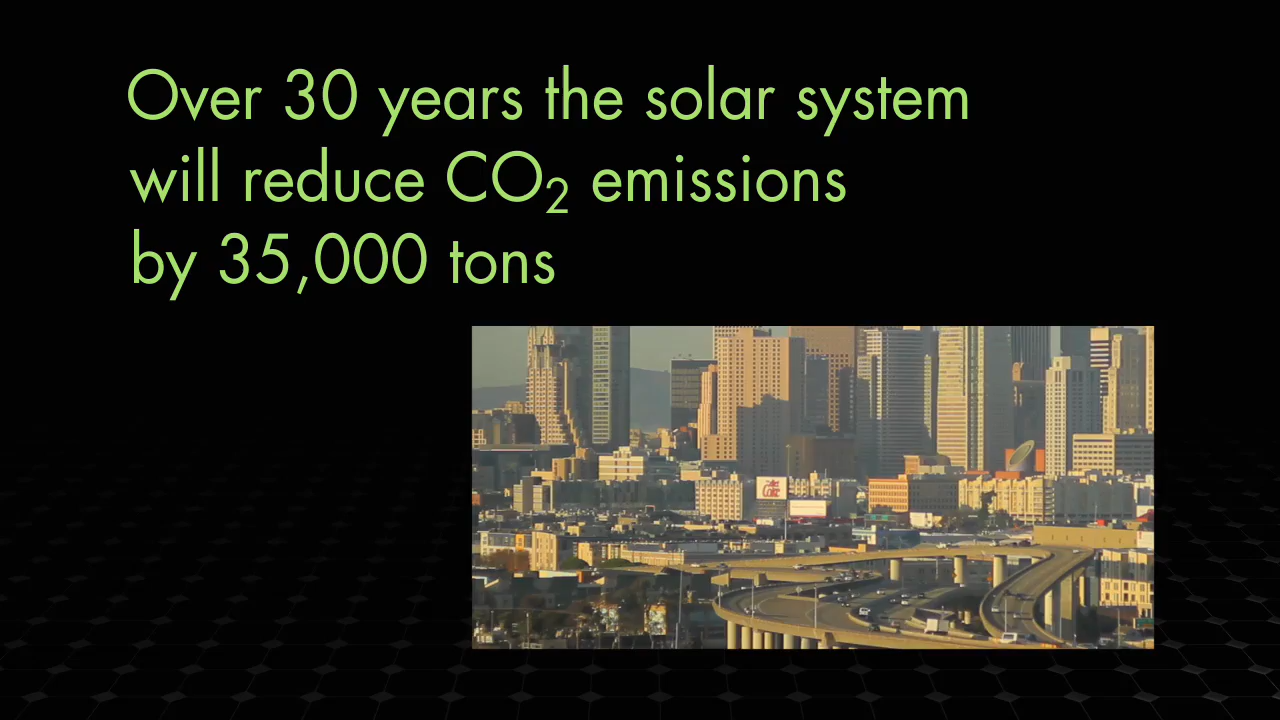 Over 30 years the solar system
will reduce CO₂ emissions
by 35,000 tons